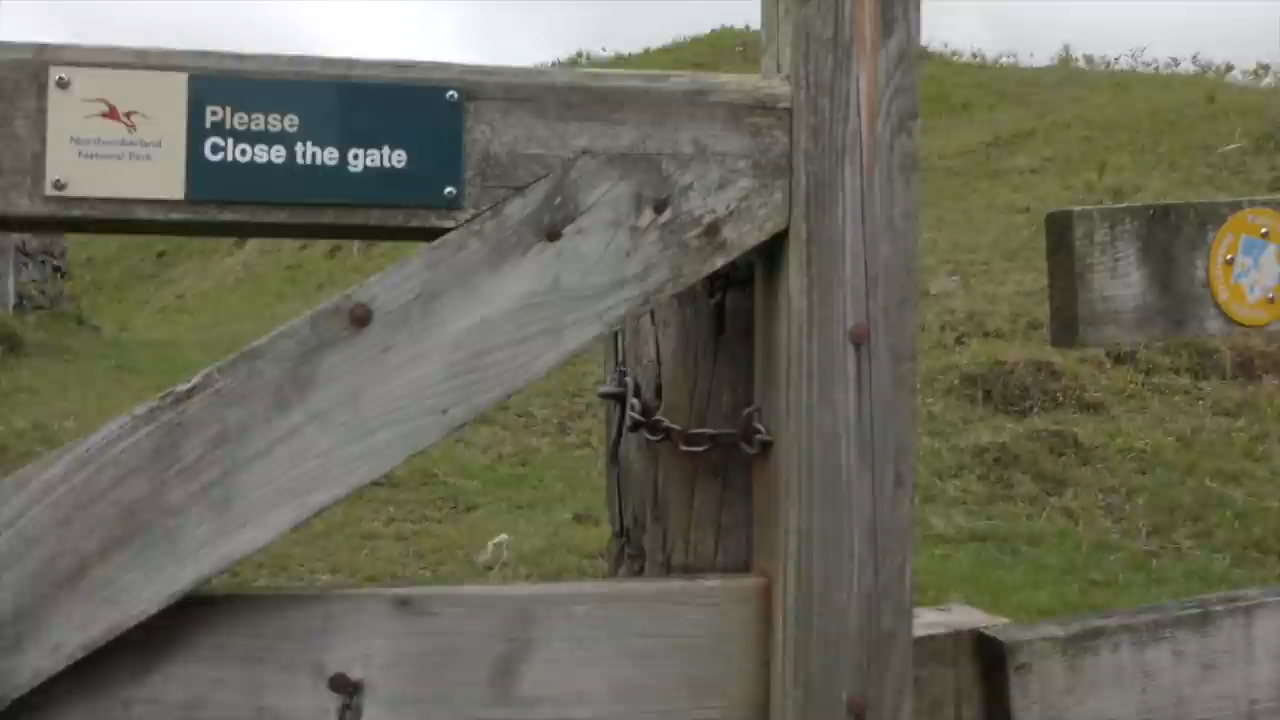 Northumberland
National Park
Please
Close the gate